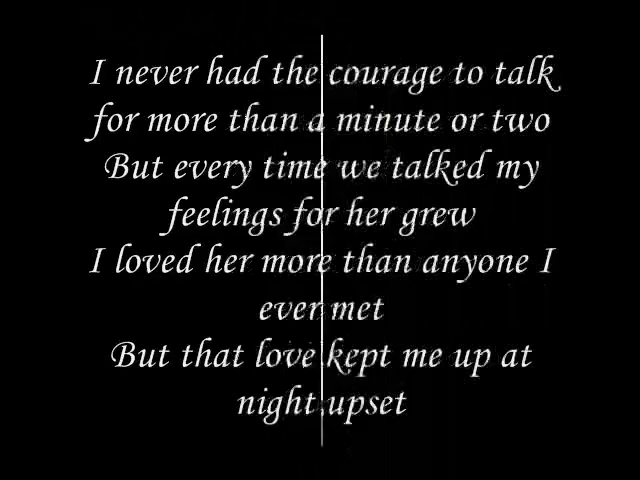 I never had the courage to talk
for more than a minute or two
But every time we talked my
feelings for her grew
I loved her more than anyone I
ever met
But that love kept me up at
night upset